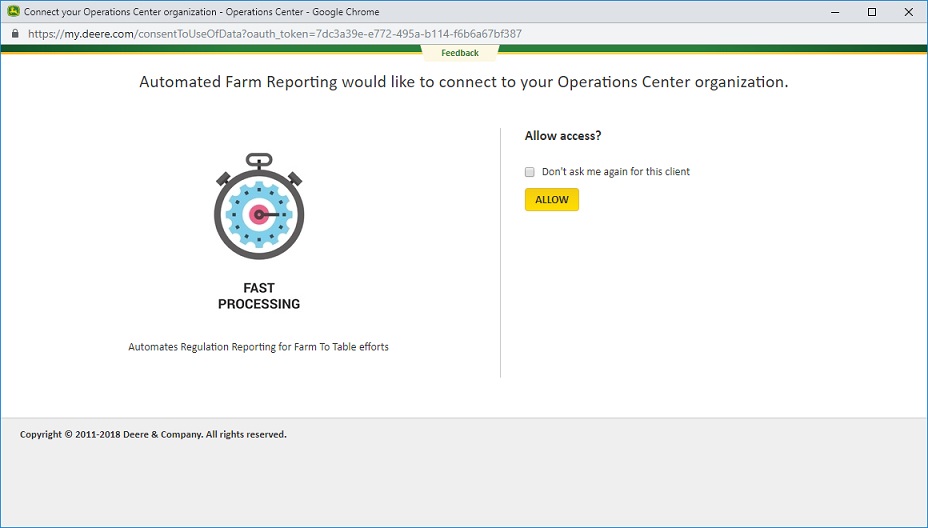 Connect your Operations Center organization - Operations Center - Google Chrome
https://my.deere.com/consentToUseOfData?oauth_token=7dc3a39e-e772-495a-b114-f6b6a67bf387
Feedback
Automated Farm Reporting would like to connect to your Operations Center organization.
FAST
PROCESSING
Automates Regulation Reporting for Farm To Table efforts
Allow access?
Don't ask me again for this client
ALLOW
Copyright © 2011-2018 Deere & Company. All rights reserved.